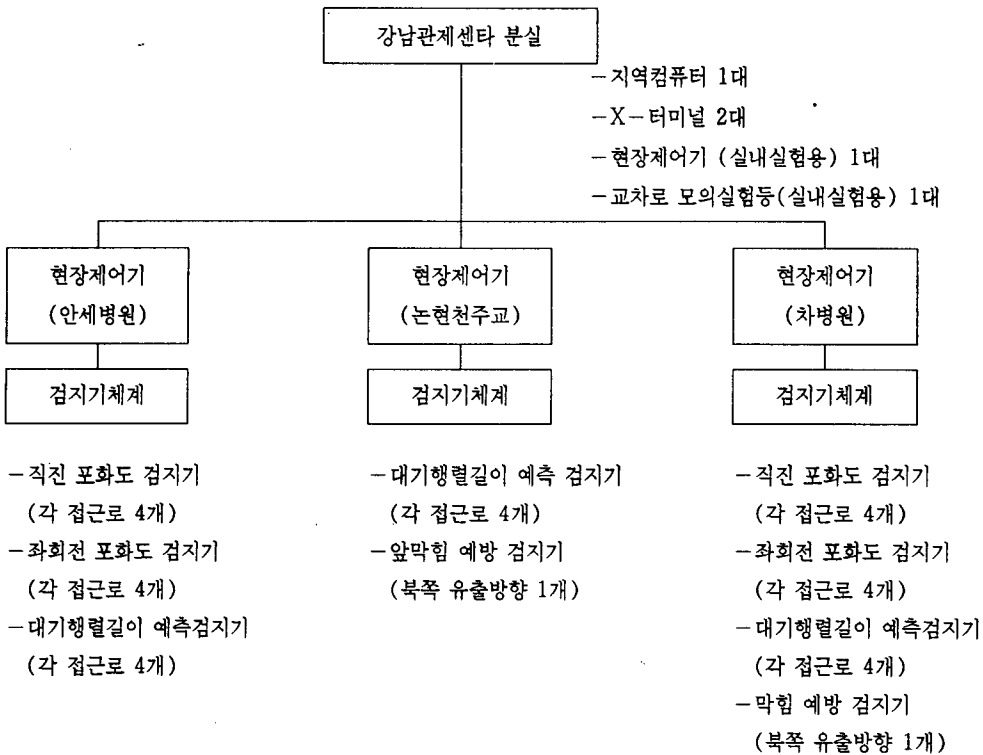 강남관제센타 분실
-지역컴퓨터 1대
-X-터미널 2대
-현장제어기 (실내실험용) 1대
-교차로 모의실험등(실내실험용) 1대
현장제어기
(안세병원)
검지기체계
-직진 포화도 검지기
(각 접근로 4개)
-좌회전 포화도 검지기
(각 접근로 4개)
-대기행렬길이 예측검지기
(각 접근로 4개)
현장제어기
(논현천주교)
검지기체계
-대기행렬길이 예측 검지기
(각 접근로 4개)
-앞막힘 예방 검지기
(북쪽 유출방향 1개)
현장제어기
(차병원)
검지기체계
-직진 포화도 검지기
(각 접근로 4개)
-좌회전 포화도 검지기
(각 접근로 4개)
-대기행렬길이 예측검지기
(각 접근로 4개)
-막힘 예방 검지기
(북쪽 유출방향 1개)